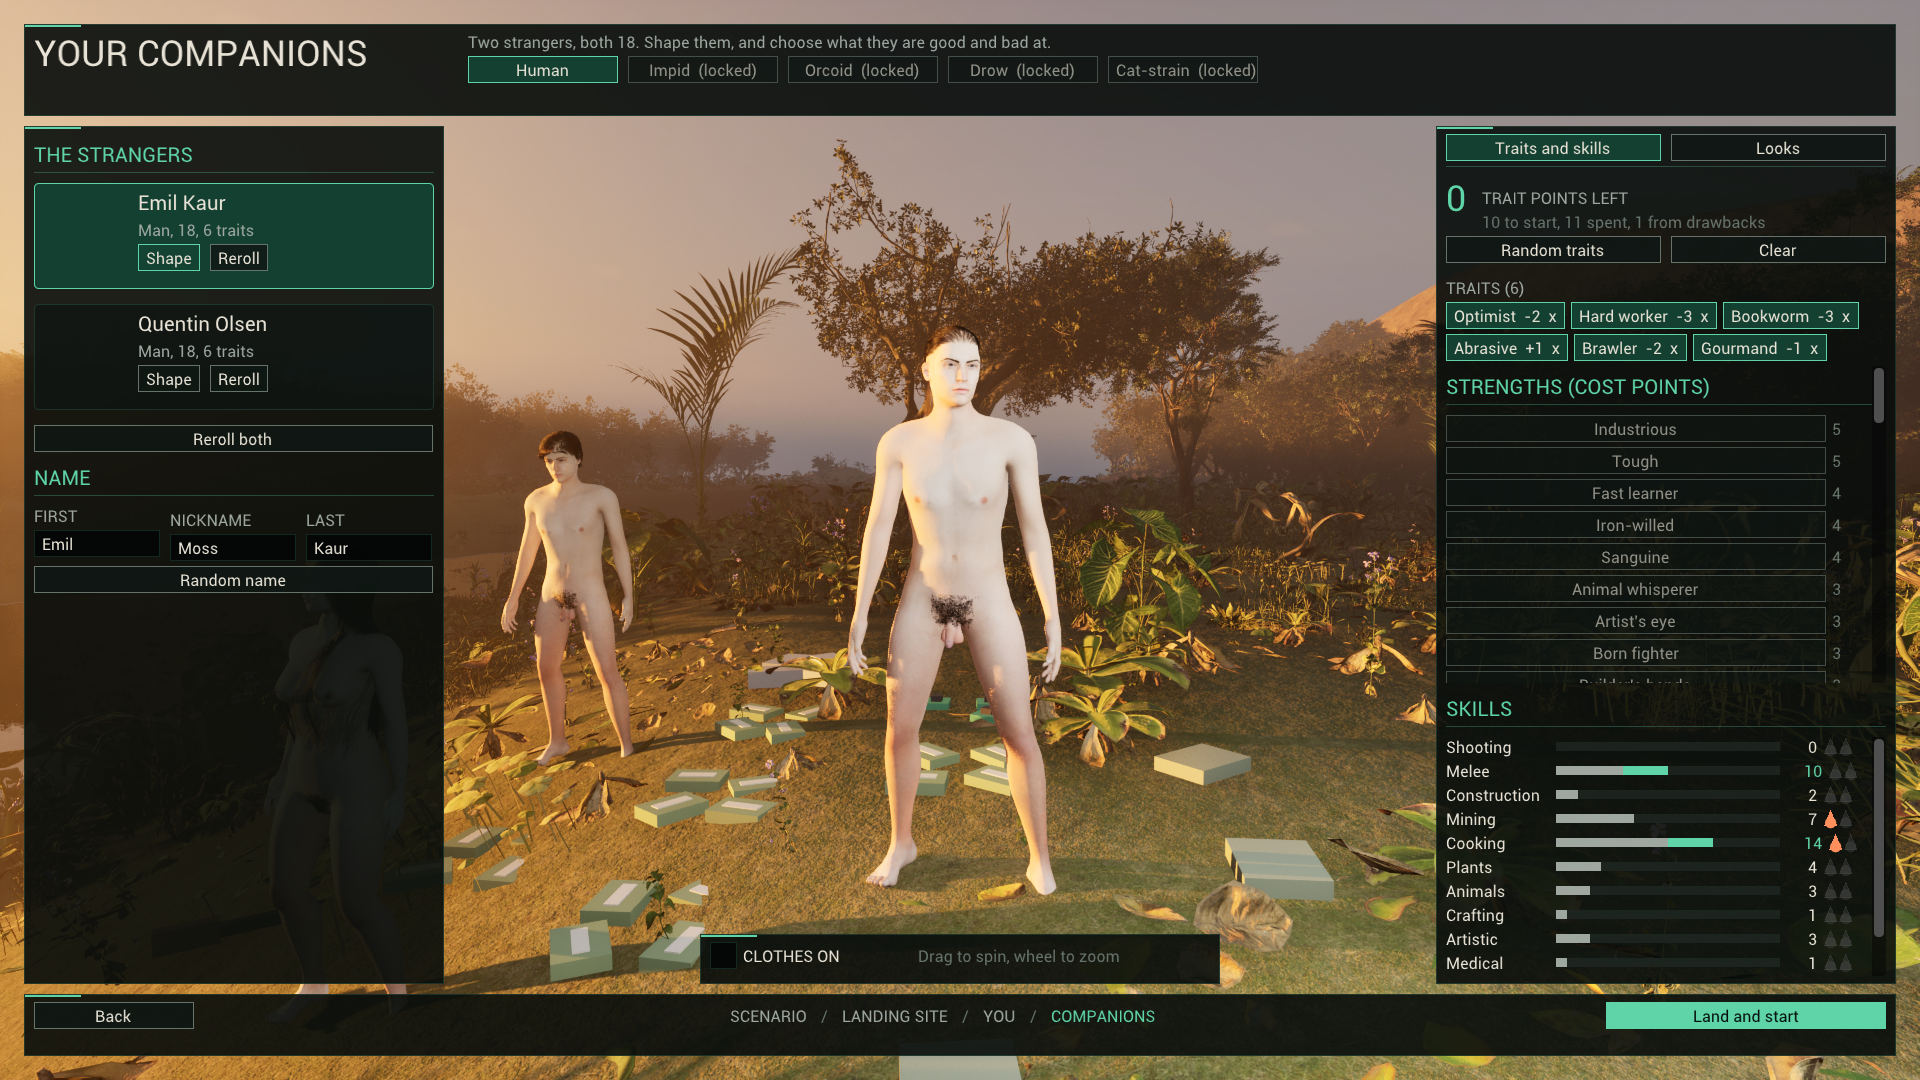 YOUR COMPANIONS
Two strangers, both 18. Shape them, and choose what they are good and bad at.
Human
Impid (locked)
Orcoid (locked)
Drow (locked)
Cat-strain (locked)
THE STRANGERS
Emil Kaur
Man, 18, 6 traits
Shape
Reroll
Quentin Olsen
Man, 18, 6 traits
Shape
Reroll
Reroll both
NAME
FIRST
NICKNAME
LAST
Emil
Moss
Kaur
Random name
CLOTHES ON
Drag to spin, wheel to zoom
Traits and skills
Looks
0 TRAIT POINTS LEFT
10 to start, 11 spent, 1 from drawbacks
Random traits
Clear
TRAITS (6)
Optimist -2 x
Hard worker -3 x
Bookworm -3 x
Abrasive +1 x
Brawler -2 x
Gourmand -1 x
STRENGTHS (COST POINTS)
Industrious 5
Tough 5
Fast learner 4
Iron-willed 4
Sanguine 4
Animal whisperer 3
Artist's eye 3
Born fighter 3
SKILLS
Shooting 0
Melee 10
Construction 2
Mining 7
Cooking 14
Plants 4
Animals 3
Crafting 1
Artistic 3
Medical 1
Back
SCENARIO / LANDING SITE / YOU / COMPANIONS
Land and start